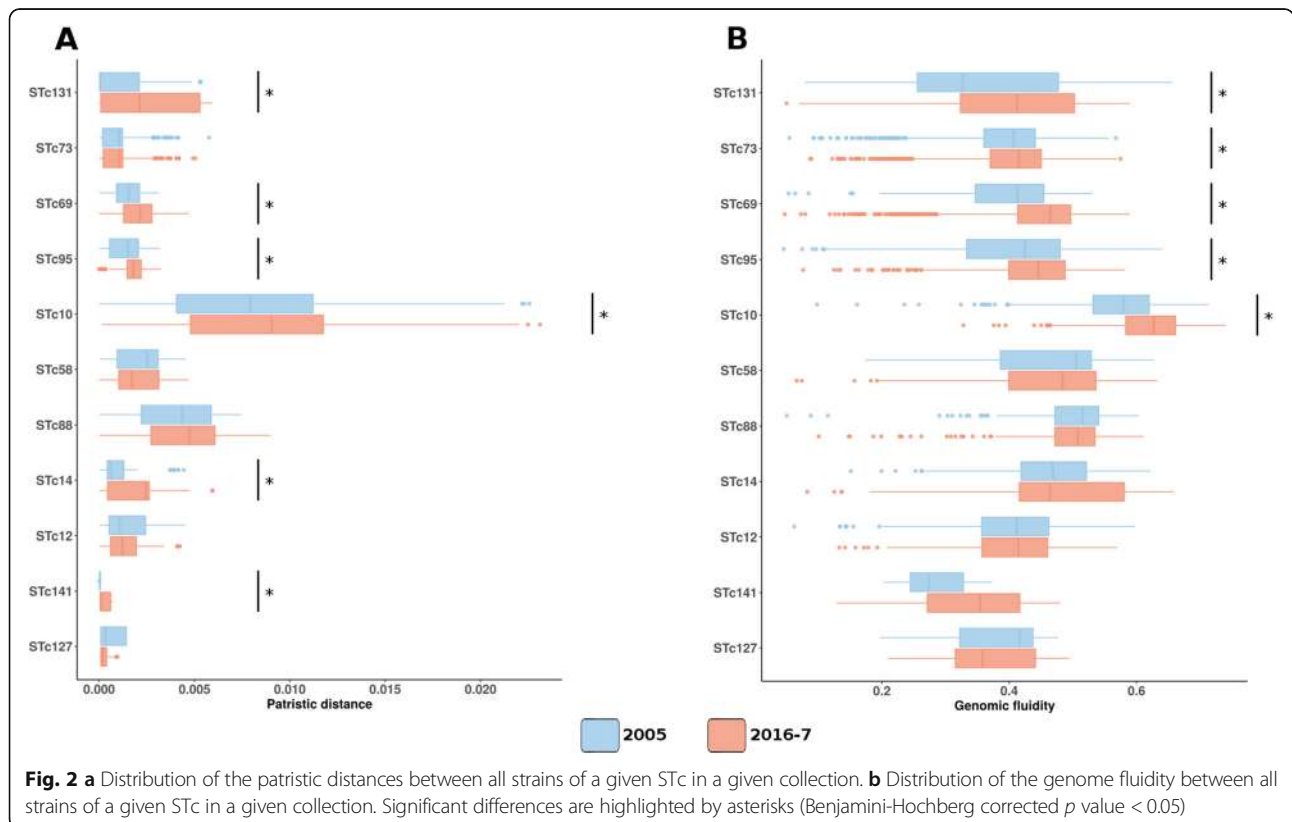 A
B
STc131
*
STc131
*
STc73
STc73
*
STc69
*
STc69
*
STc95
*
STc95
*
STc10
*
STc10
*
STc58
STc58
STc88
STc88
STc14
*
STc14
STc12
STc12
STc141
*
STc141
STc127
STc127
0.000 0.005 0.010 0.015 0.020
Patristic distance
0.2 0.4 0.6
Genomic fluidity
2005 2016-7
Fig. 2 a Distribution of the patristic distances between all strains of a given STc in a given collection. b Distribution of the genome fluidity between all
strains of a given STc in a given collection. Significant differences are highlighted by asterisks (Benjamini-Hochberg corrected p value < 0.05)